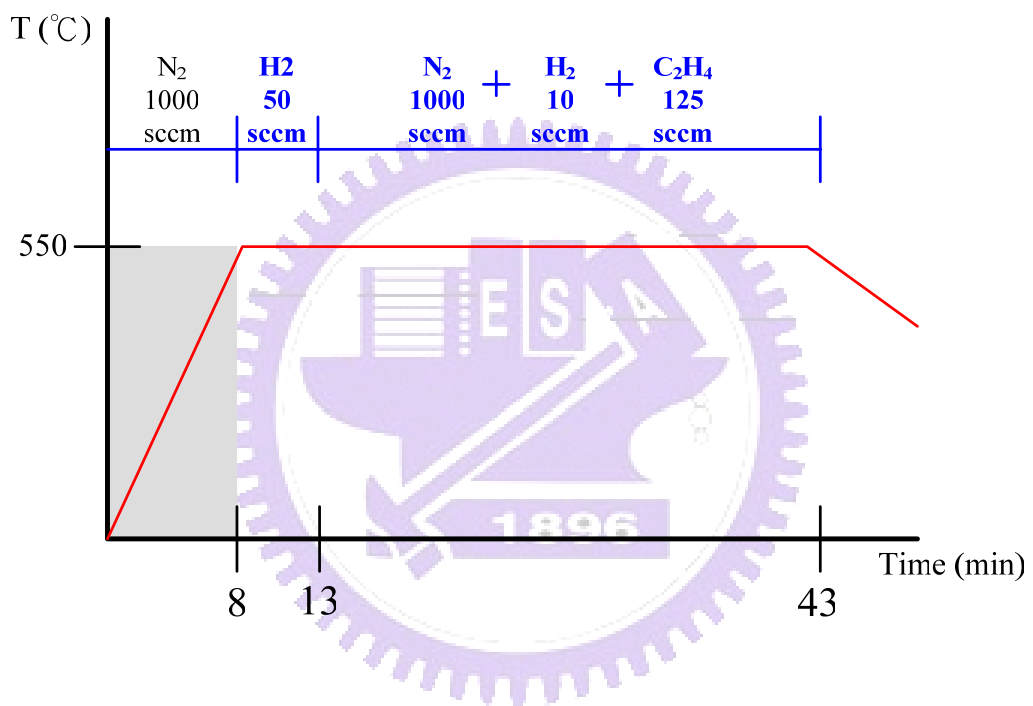 T (℃)
N₂
1000
sccm
H2
50
sccm
N₂ + H₂ + C₂H₄
1000 10 125
sccm sccm sccm
550
ESA
1896
Time (min)
8 13 43